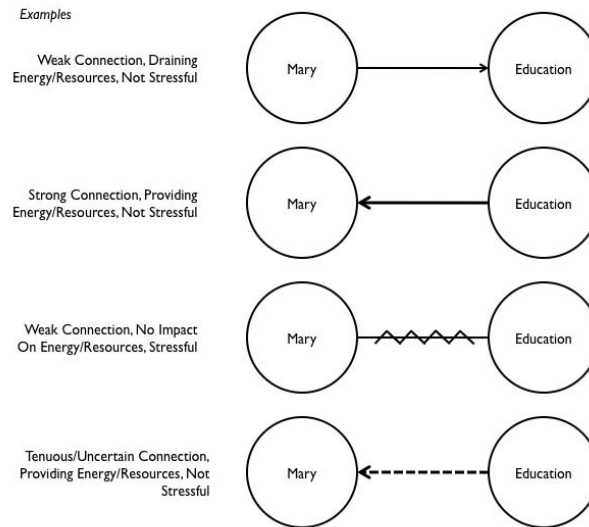 Examples
Weak Connection, Draining
Energy/Resources, Not Stressful
Mary
Education
Strong Connection, Providing
Energy/Resources, Not Stressful
Mary
Education
Weak Connection, No Impact
On Energy/Resources, Stressful
Mary
Education
Tenuous/Uncertain Connection,
Providing Energy/Resources, Not
Stressful
Mary
Education